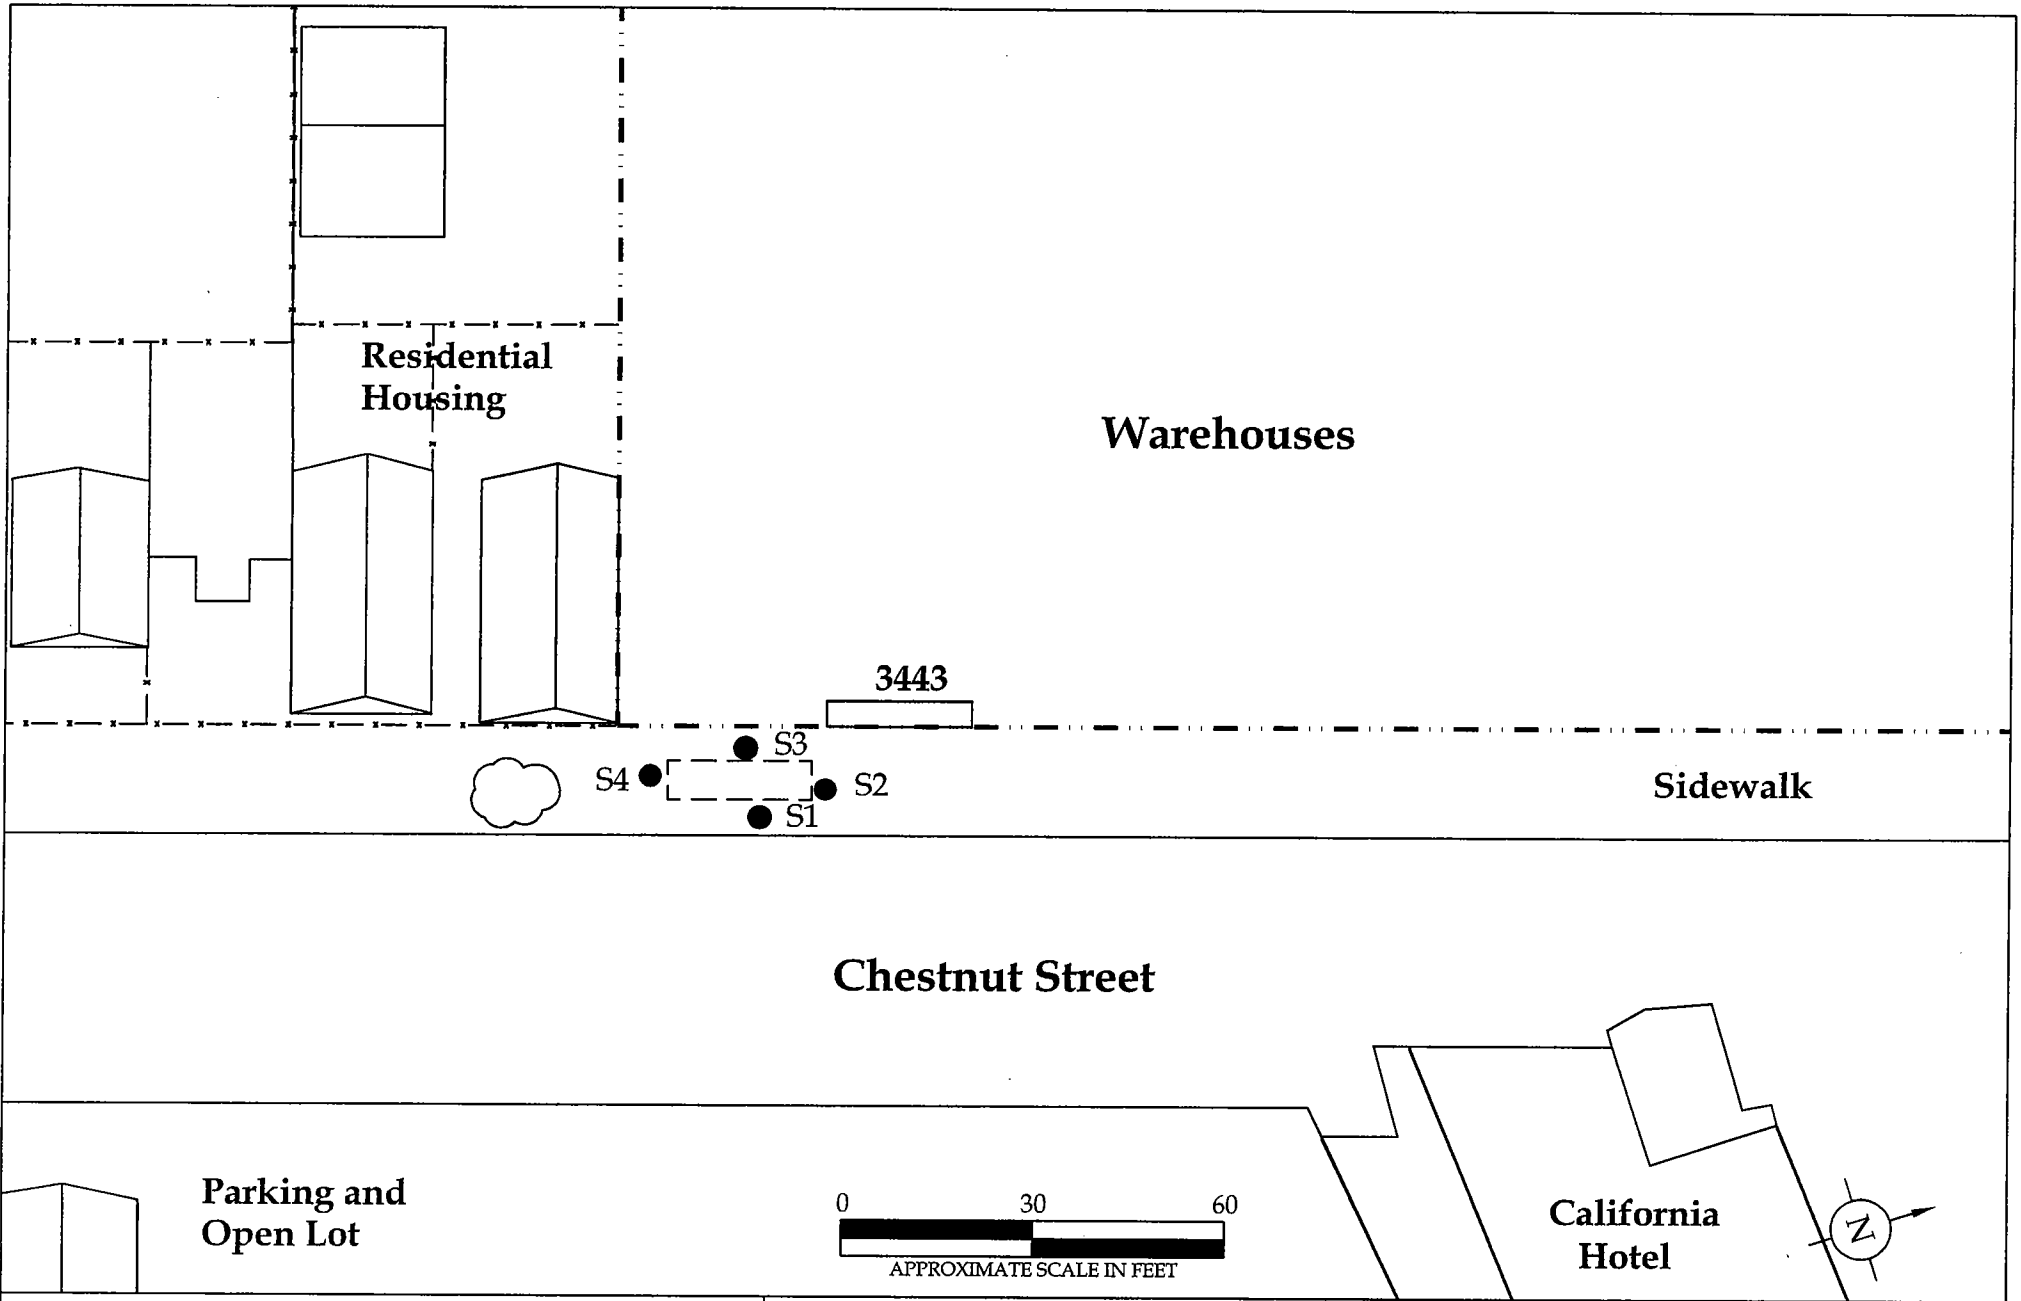 Residential
Housing
Warehouses
3443
S3
S4
S2
S1
Sidewalk
Chestnut Street
Parking and
Open Lot
0 30 60
APPROXIMATE SCALE IN FEET
California
Hotel
N